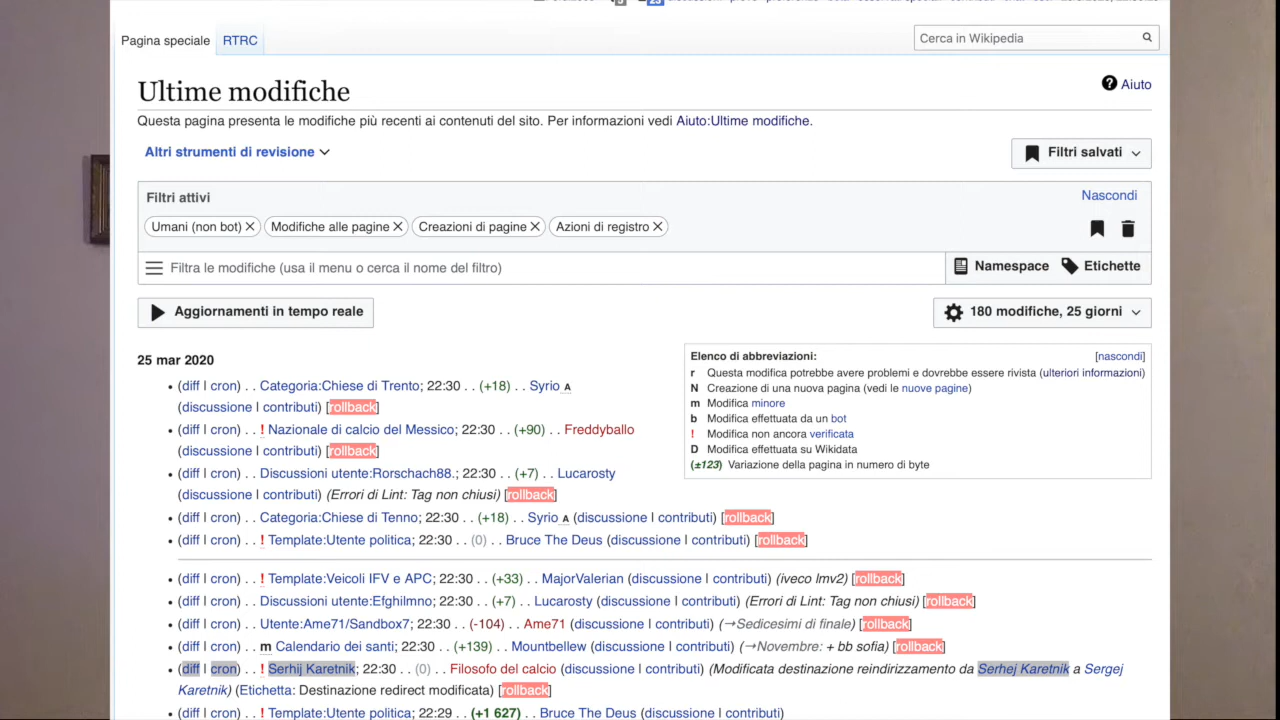 Pagina speciale RTRC
Cerca in Wikipedia
Ultime modifiche
Aiuto
Questa pagina presenta le modifiche più recenti ai contenuti del sito. Per informazioni vedi Aiuto:Ultime modifiche.
Altri strumenti di revisione
Filtri salvati
Filtri attivi
Nascondi
Umani (non bot) Modifiche alle pagine Creazioni di pagine Azioni di registro
Filtra le modifiche (usa il menu o cerca il nome del filtro)
Namespace Etichette
Aggiornamenti in tempo reale
180 modifiche, 25 giorni
Elenco di abbreviazioni: [nascondi]
r Questa modifica potrebbe avere problemi e dovrebbe essere rivista (ulteriori informazioni)
N Creazione di una nuova pagina (vedi le nuove pagine)
m Modifica minore
b Modifica effettuata da un bot
! Modifica non ancora verificata
D Modifica effettuata su Wikidata
(±123) Variazione della pagina in numero di byte
25 mar 2020
• (diff | cron) . . Categoria:Chiese di Trento; 22:30 . . (+18) . . Syrio A
(discussione | contributi) [rollback]
• (diff | cron) . . ! Nazionale di calcio del Messico; 22:30 . . (+90) . . Freddyballo
(discussione | contributi) [rollback]
• (diff | cron) . . Discussioni utente:Rorschach88.; 22:30 . . (+7) . . Lucarosty
(discussione | contributi) (Errori di Lint: Tag non chiusi) [rollback]
• (diff | cron) . . Categoria:Chiese di Tenno; 22:30 . . (+18) . . Syrio A (discussione | contributi) [rollback]
• (diff | cron) . . ! Template:Utente politica; 22:30 . . (0) . . Bruce The Deus (discussione | contributi) [rollback]
• (diff | cron) . . ! Template:Veicoli IFV e APC; 22:30 . . (+33) . . MajorValerian (discussione | contributi) (iveco lmv2) [rollback]
• (diff | cron) . . Discussioni utente:Efghilmno; 22:30 . . (+7) . . Lucarosty (discussione | contributi) (Errori di Lint: Tag non chiusi) [rollback]
• (diff | cron) . . Utente:Ame71/Sandbox7; 22:30 . . (-104) . . Ame71 (discussione | contributi) (→Sedicesimi di finale) [rollback]
• (diff | cron) . . m Calendario dei santi; 22:30 . . (+139) . . Mountbellew (discussione | contributi) (→Novembre: + bb sofia) [rollback]
• (diff | cron) . . ! Serhij Karetnik; 22:30 . . (0) . . Filosofo del calcio (discussione | contributi) (Modificata destinazione reindirizzamento da Serhej Karetnik a Sergej
Karetnik) (Etichetta: Destinazione redirect modificata) [rollback]
• (diff | cron) . . ! Template:Utente politica; 22:29 . . (+1 627) . . Bruce The Deus (discussione | contributi)